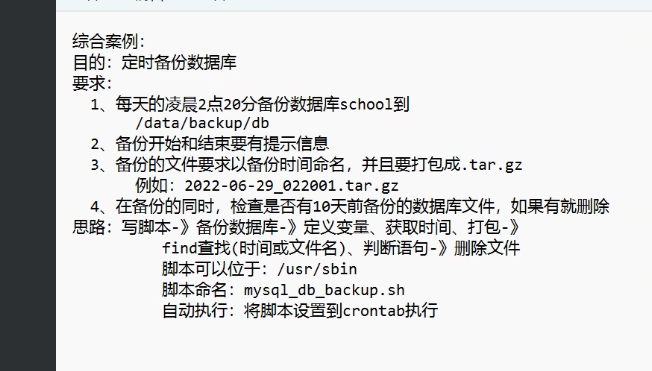 综合案例：
目的：定时备份数据库
要求：
1、每天的凌晨2点20分备份数据库school到
/data/backup/db
2、备份开始和结束要有提示信息
3、备份的文件要求以备份时间命名，并且要打包成.tar.gz
例如：2022-06-29_022001.tar.gz
4、在备份的同时，检查是否有10天前备份的数据库文件，如果有就删除
思路：写脚本-》备份数据库-》定义变量、获取时间、打包-》
find查找(时间或文件名)、判断语句-》删除文件
脚本可以位于：/usr/sbin
脚本命名：mysql_db_backup.sh
自动执行：将脚本设置到crontab执行